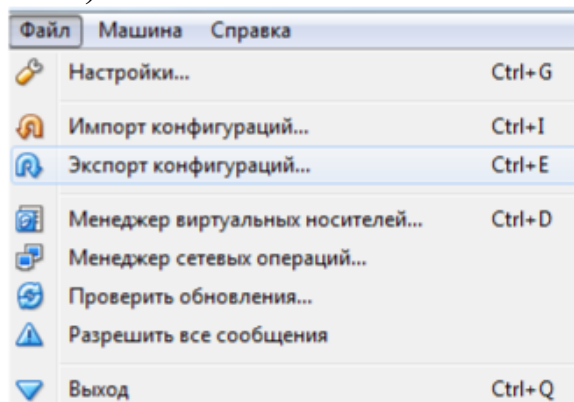 Файл Машина Справка
Настройки... Ctrl+G
Импорт конфигураций... Ctrl+I
Экспорт конфигураций... Ctrl+E
Менеджер виртуальных носителей... Ctrl+D
Менеджер сетевых операций...
Проверить обновления...
Разрешить все сообщения
Выход Ctrl+Q